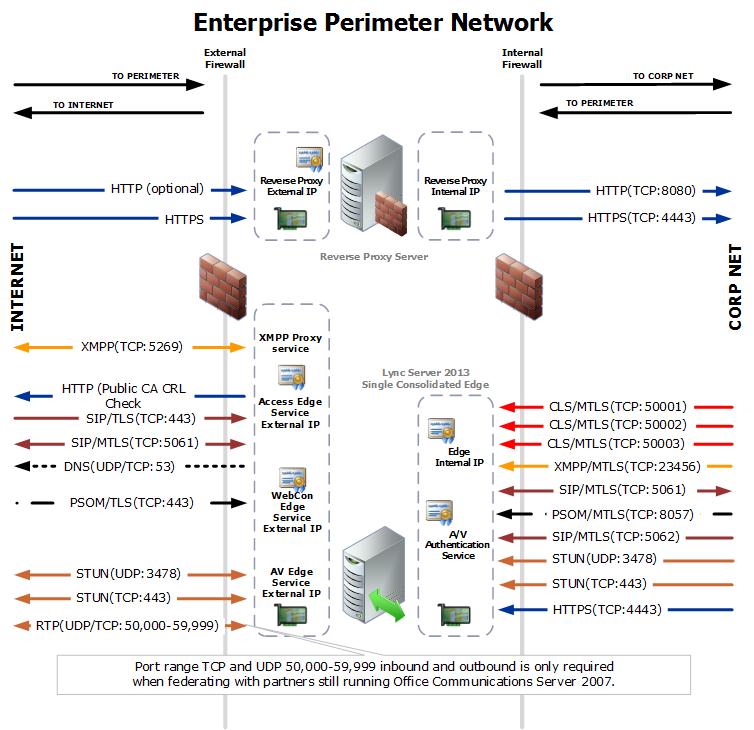 Enterprise Perimeter Network
External
Firewall
Internal
Firewall
TO PERIMETER
TO CORP NET
TO INTERNET
TO PERIMETER
HTTP (optional)
HTTPS
Reverse Proxy
External IP
Reverse Proxy
Internal IP
HTTP(TCP:8080)
HTTPS(TCP:4443)
Reverse Proxy Server
INTERNET
CORP NET
XMPP(TCP:5269)
HTTP (Public CA CRL
Check
SIP/TLS(TCP:443)
SIP/MTLS(TCP:5061)
DNS(UDP/TCP:53)
PSOM/TLS(TCP:443)
STUN(UDP:3478)
STUN(TCP:443)
RTP(UDP/TCP:50,000-59,999)
XMPP Proxy
service
Access Edge
Service
External IP
WebCon
Edge
Service
External IP
AV Edge
Service
External IP
Lync Server 2013
Single Consolidated Edge
Edge
Internal IP
A/V
Authentication
Service
CLS/MTLS(TCP:50001)
CLS/MTLS(TCP:50002)
CLS/MTLS(TCP:50003)
XMPP/MTLS(TCP:23456)
SIP/MTLS(TCP:5061)
PSOM/MTLS(TCP:8057)
SIP/MTLS(TCP:5062)
STUN(UDP:3478)
STUN(TCP:443)
HTTPS(TCP:4443)
Port range TCP and UDP 50,000-59,999 inbound and outbound is only required
when federating with partners still running Office Communications Server 2007.